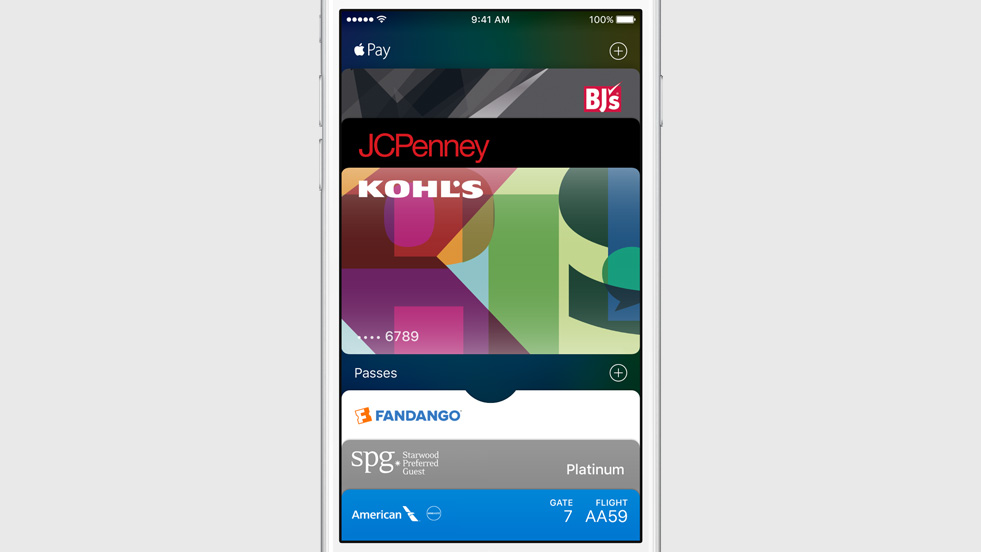 9:41 AM
100%
Pay
BJ's
JCPenney
KOHL'S
•••• 6789
Passes
FANDANGO
spg. Starwood
Preferred
Guest
Platinum
GATE FLIGHT
American 7 AA59